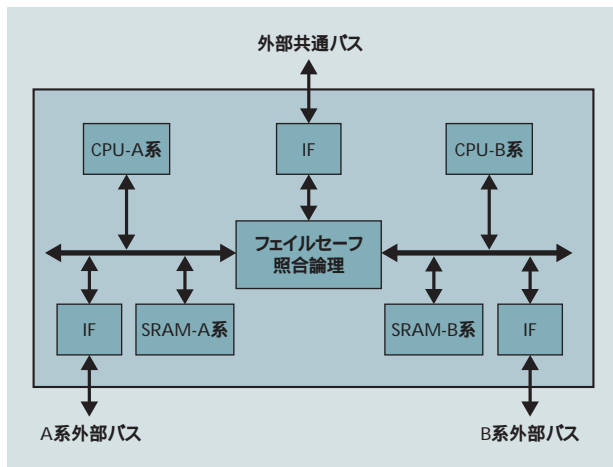 外部共通バス
CPU-A系
IF
CPU-B系
フェイルセーフ
照合論理
IF
SRAM-A系
SRAM-B系
IF
A系外部バス
B系外部バス